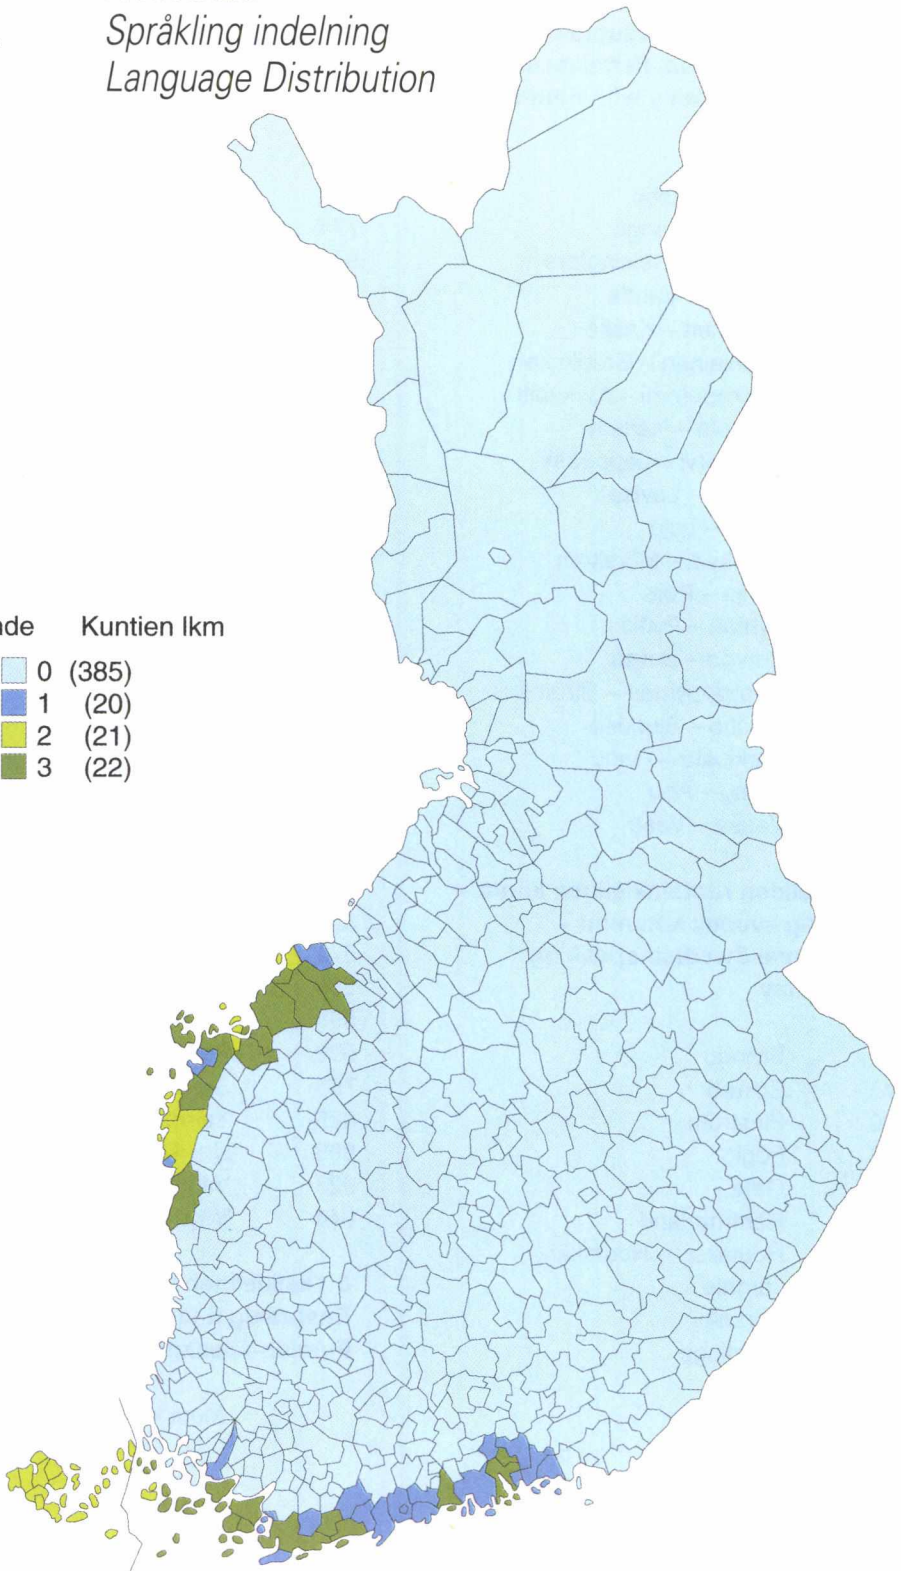 Språkling indelning
Language Distribution
Kuntien lkm
0 (385)
1 (20)
2 (21)
3 (22)